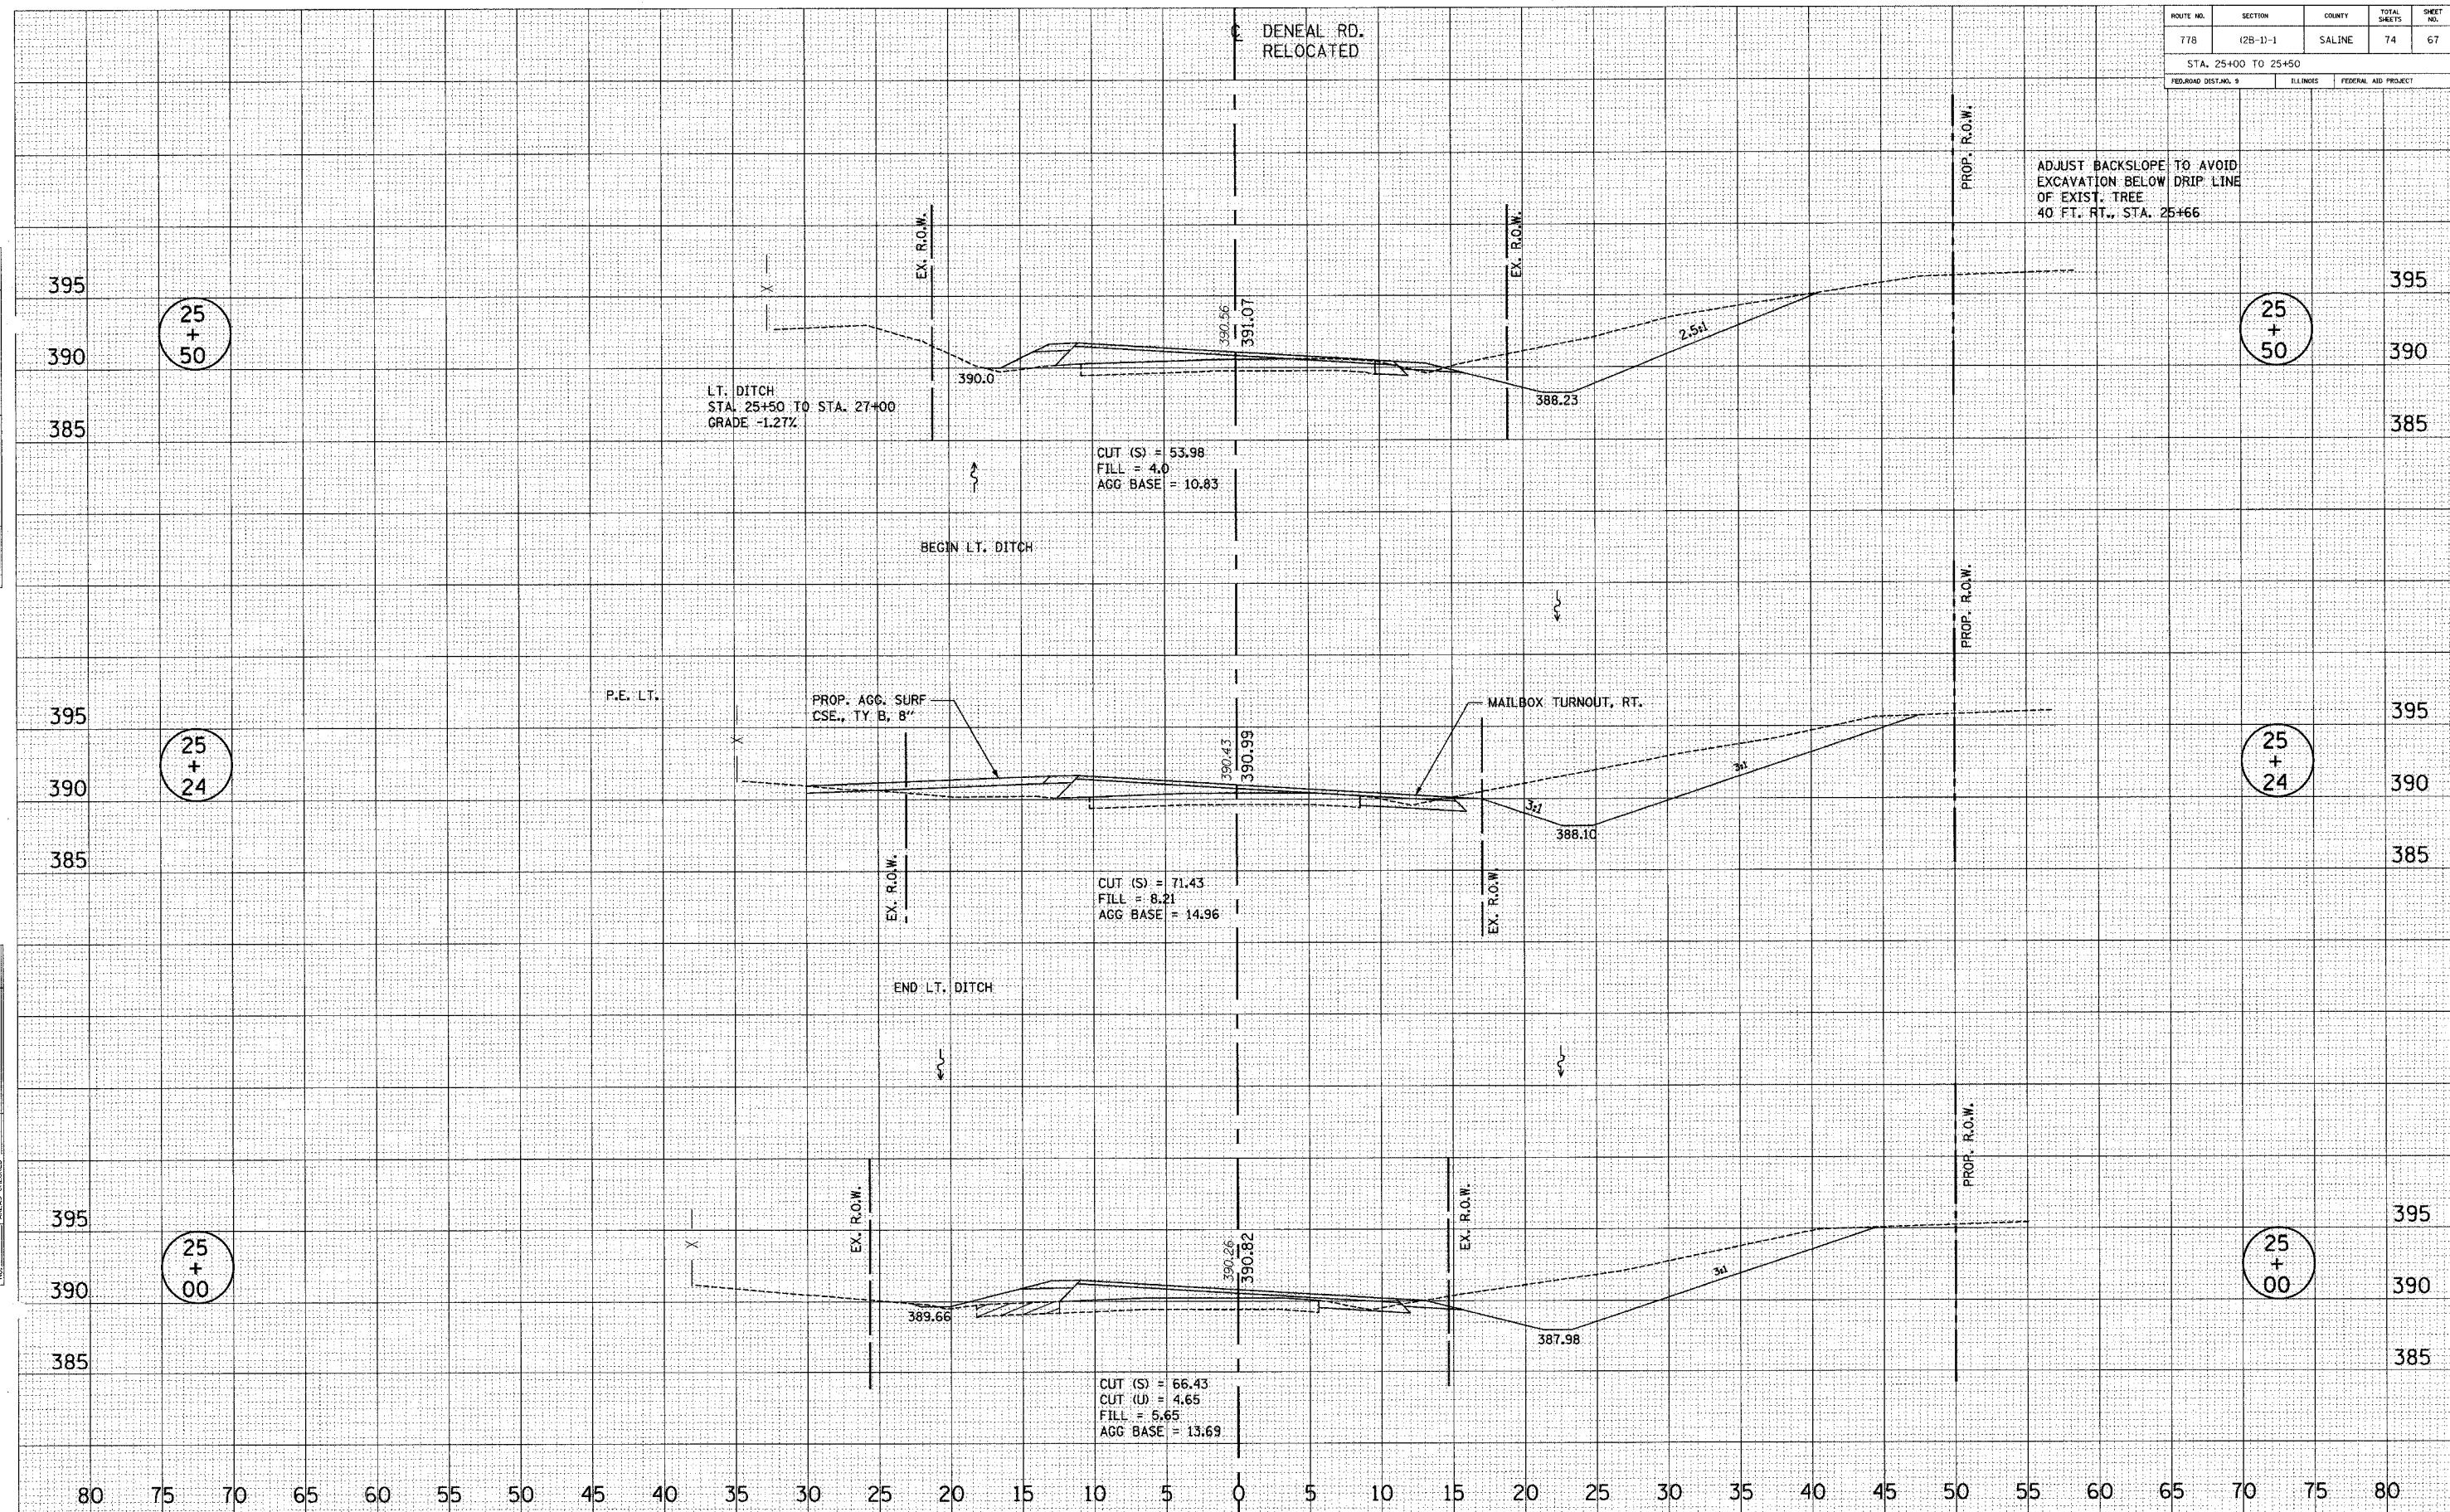 ℄ DENEAL RD.
RELOCATED
ROUTE NO. SECTION COUNTY TOTAL SHEETS SHEET NO.
778 (2B-1)-1 SALINE 74 67
STA. 25+00 TO 25+50
FED.ROAD DIST.NO. 9 ILLINOIS FEDERAL AID PROJECT
PROP. R.O.W.
ADJUST BACKSLOPE TO AVOID
EXCAVATION BELOW DRIP LINE
OF EXIST. TREE
40 FT. RT., STA. 25+66
EX. R.O.W.
EX. R.O.W.
395
395
25
+
50
25
+
50
X
390.56
391.07
2.5:1
390
390
390.0
388.23
LT. DITCH
STA. 25+50 TO STA. 27+00
GRADE -1.27%
385
385
CUT (S) = 53.98
FILL = 4.0
AGG BASE = 10.83
BEGIN LT. DITCH
PROP. R.O.W.
P.E. LT.
PROP. AGG. SURF
CSE., TY B, 8"
MAILBOX TURNOUT, RT.
395
395
25
+
24
25
+
24
X
390.43
390.99
3:1
3:1
390
390
388.10
385
385
EX. R.O.W.
EX. R.O.W.
CUT (S) = 71.43
FILL = 8.21
AGG BASE = 14.96
END LT. DITCH
PROP. R.O.W.
EX. R.O.W.
EX. R.O.W.
395
395
25
+
00
25
+
00
X
390.26
390.82
3:1
390
390
389.66
387.98
385
385
CUT (S) = 66.43
CUT (U) = 4.65
FILL = 5.65
AGG BASE = 13.69
80 75 70 65 60 55 50 45 40 35 30 25 20 15 10 5 0 5 10 15 20 25 30 35 40 45 50 55 60 65 70 75 80